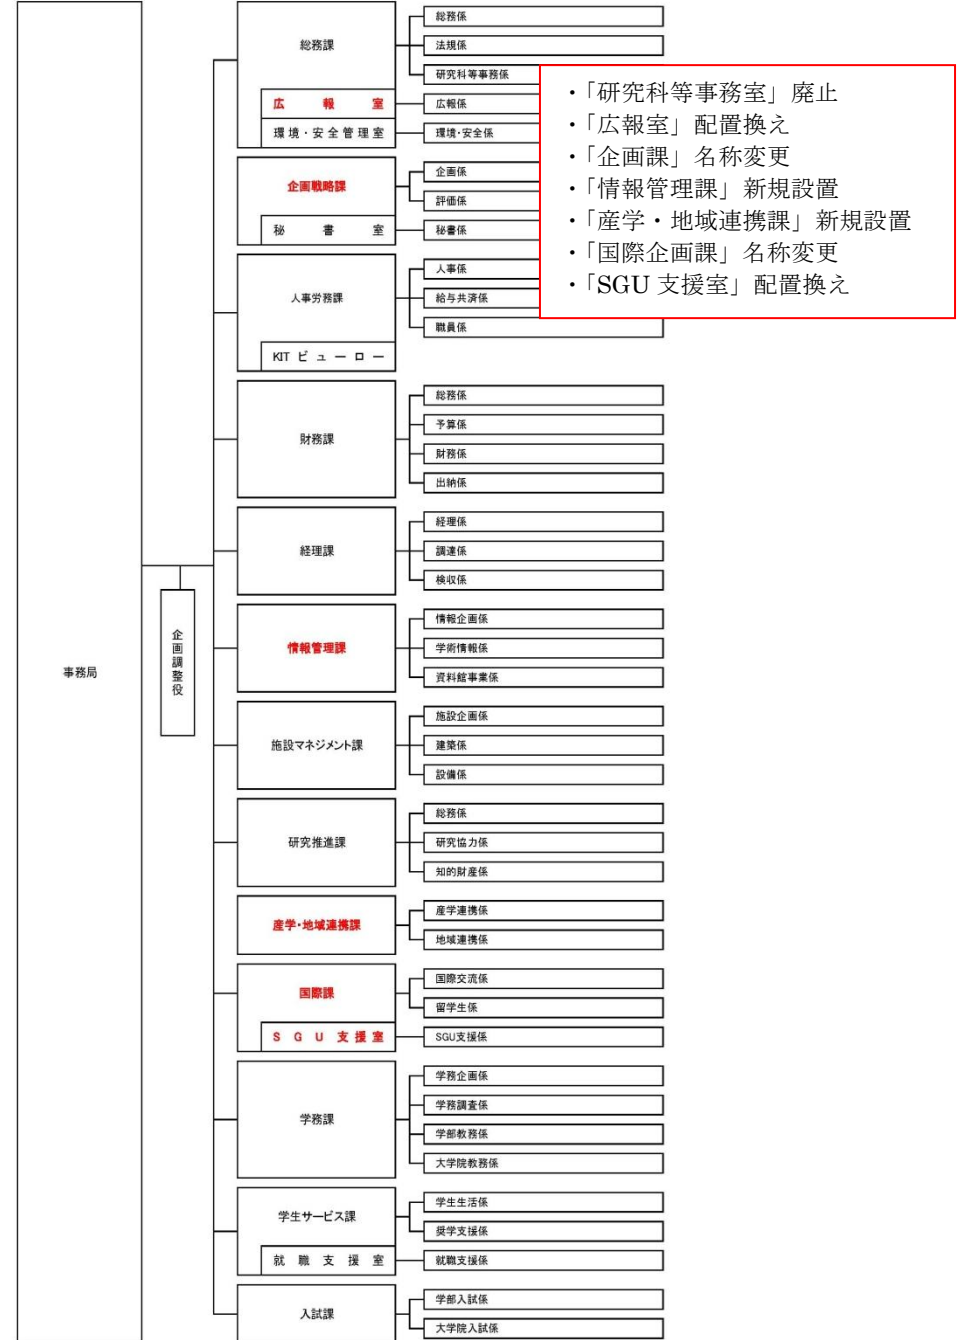 事務局
企画調整役
総務課
総務係
法規係
研究科等事務係
広報室
広報係
環境・安全管理室
環境・安全係
企画戦略課
企画係
評価係
秘書室
秘書係
人事労務課
人事係
給与共済係
職員係
KITビューロー
財務課
総務係
予算係
財務係
出納係
経理課
経理係
調達係
検収係
情報管理課
情報企画係
学術情報係
資料館事業係
施設マネジメント課
施設企画係
建築係
設備係
研究推進課
総務係
研究協力係
知的財産係
産学・地域連携課
産学連携係
地域連携係
国際課
国際交流係
留学生係
SGU支援室
SGU支援係
学務課
学務企画係
学務調査係
学部教務係
大学院教務係
学生サービス課
学生生活係
奨学支援係
就職支援室
就職支援係
入試課
学部入試係
大学院入試係
・「研究科等事務室」廃止
・「広報室」配置換え
・「企画課」名称変更
・「情報管理課」新規設置
・「産学・地域連携課」新規設置
・「国際企画課」名称変更
・「SGU 支援室」配置換え